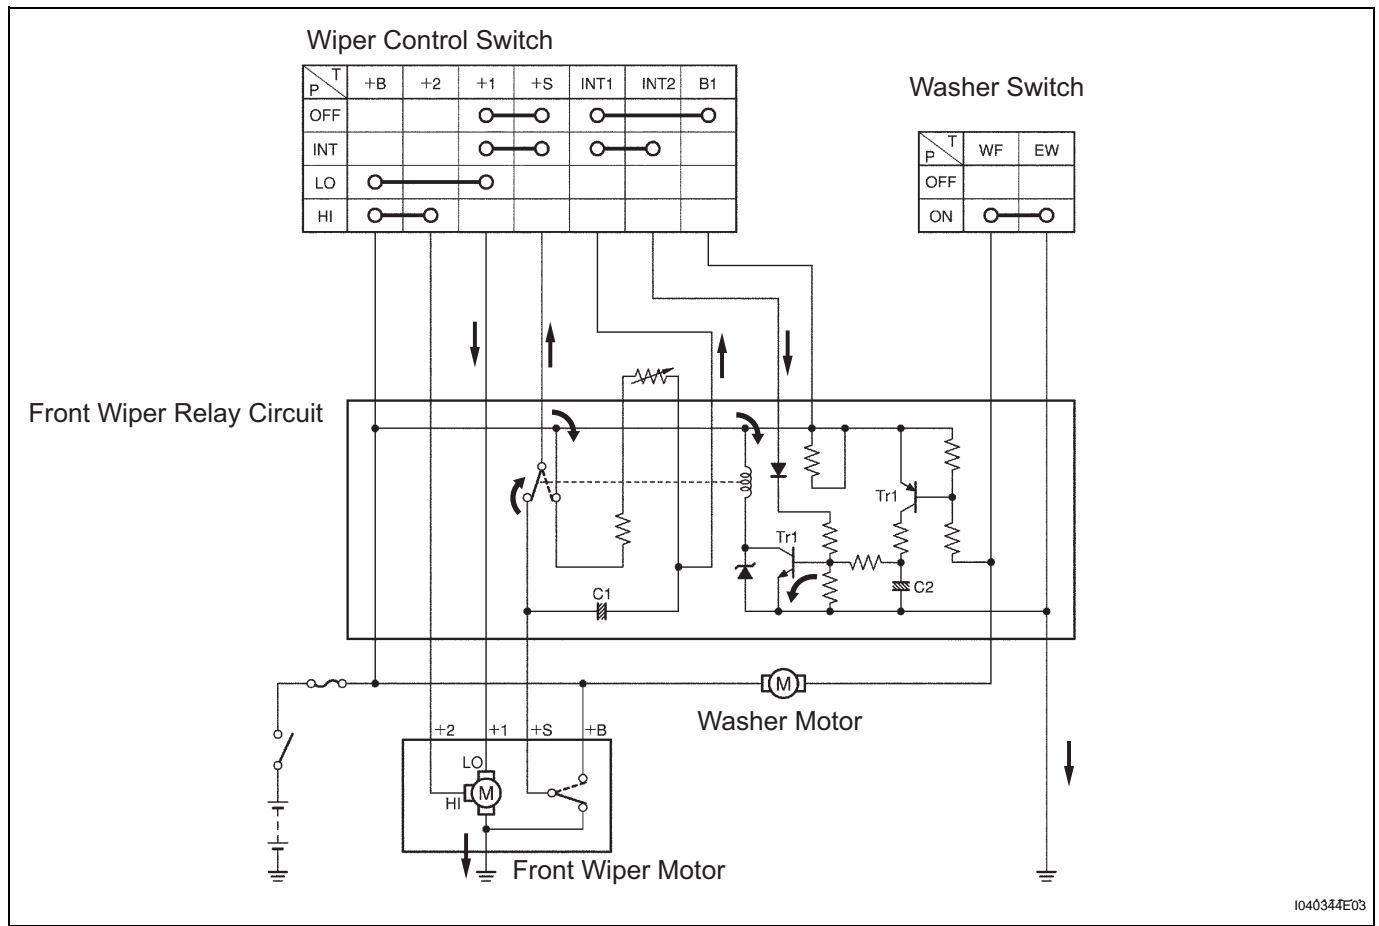 Wiper Control Switch
T
P
+B +2 +1 +S INT1 INT2 B1
OFF
INT
LO
HI
Washer Switch
T
P
WF EW
OFF
ON
Front Wiper Relay Circuit
Tr1
Tr1
C1
C2
M
Washer Motor
+2 +1 +S +B
LO
HI
M
Front Wiper Motor
I040344E03